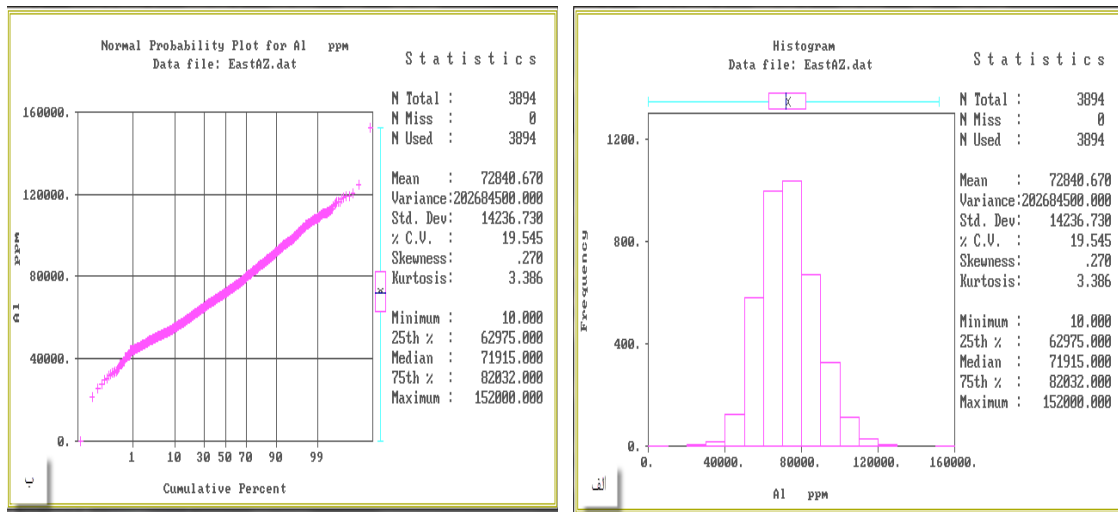 Normal Probability Plot for Al   ppm
Data file: EastAZ.dat
Statistics
N Total :     3894
N Miss  :        0
N Used  :     3894
Mean    :   72840.670
Variance:202684500.000
Std. Dev:   14236.730
% C.V.  :      19.545
Skewness:        .270
Kurtosis:       3.386
Minimum :      10.000
25th %  :   62975.000
Median  :   71915.000
75th %  :   82032.000
Maximum :  152000.000
160000.
120000.
80000.
40000.
0.
Al   ppm
1 10 30 50 70 90 99
Cumulative Percent
ب
Histogram
Data file: EastAZ.dat
Statistics
N Total :     3894
N Miss  :        0
N Used  :     3894
Mean    :   72840.670
Variance:202684500.000
Std. Dev:   14236.730
% C.V.  :      19.545
Skewness:        .270
Kurtosis:       3.386
Minimum :      10.000
25th %  :   62975.000
Median  :   71915.000
75th %  :   82032.000
Maximum :  152000.000
1200.
800.
400.
0.
Frequency
0. 40000. 80000. 120000. 160000.
Al   ppm
الف